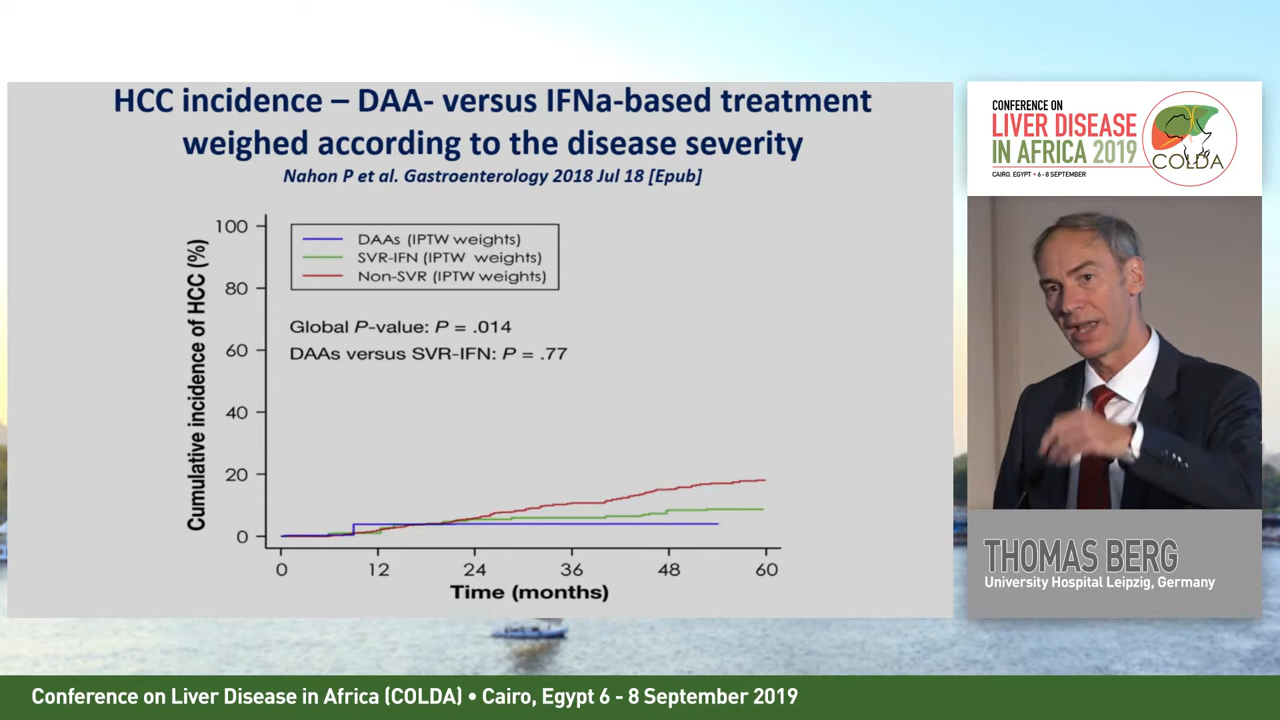 HCC incidence – DAA- versus IFNa-based treatment
weighed according to the disease severity
Nahon P et al. Gastroenterology 2018 Jul 18 [Epub]
Cumulative incidence of HCC (%)
100
80
60
40
20
0
DAAs (IPTW weights)
SVR-IFN (IPTW weights)
Non-SVR (IPTW weights)
Global P-value: P = .014
DAAs versus SVR-IFN: P = .77
0 12 24 36 48 60
Time (months)
CONFERENCE ON
LIVER DISEASE
IN AFRICA 2019
CAIRO, EGYPT • 6 - 8 SEPTEMBER
COLDA
THOMAS BERG
University Hospital Leipzig, Germany
Conference on Liver Disease in Africa (COLDA) • Cairo, Egypt 6 - 8 September 2019